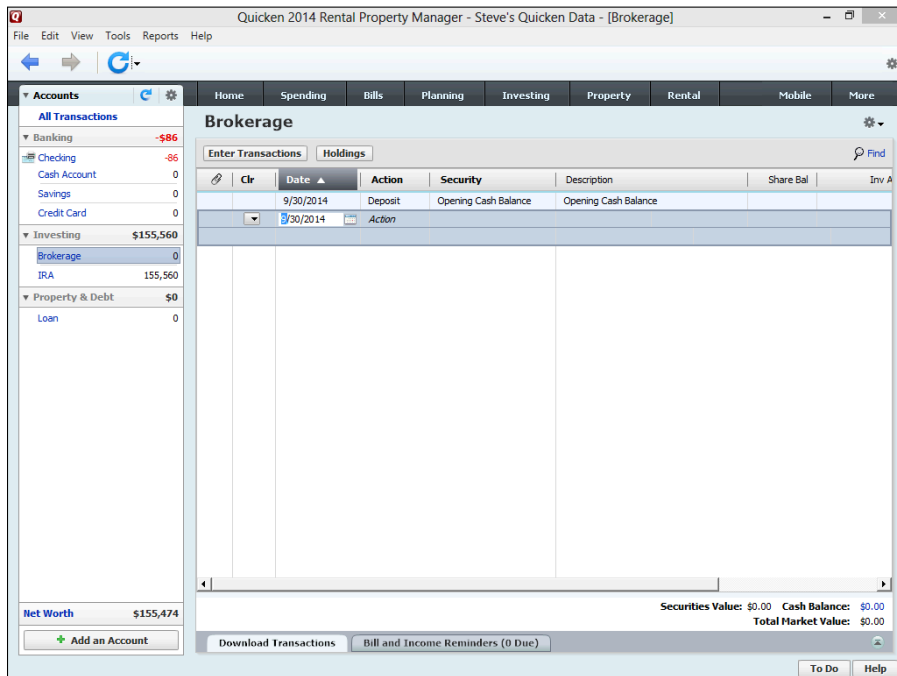 Quicken 2014 Rental Property Manager - Steve's Quicken Data - [Brokerage]
File Edit View Tools Reports Help
Accounts
All Transactions
Banking -$86
Checking -86
Cash Account 0
Savings 0
Credit Card 0
Investing $155,560
Brokerage 0
IRA 155,560
Property & Debt $0
Loan 0
Net Worth $155,474
Add an Account
Home Spending Bills Planning Investing Property Rental Mobile More
Brokerage
Enter Transactions Holdings Find
Clr Date Action Security Description Share Bal Inv A
9/30/2014 Deposit Opening Cash Balance Opening Cash Balance
9/30/2014 Action
Securities Value: $0.00 Cash Balance: $0.00
Total Market Value: $0.00
Download Transactions Bill and Income Reminders (0 Due)
To Do Help